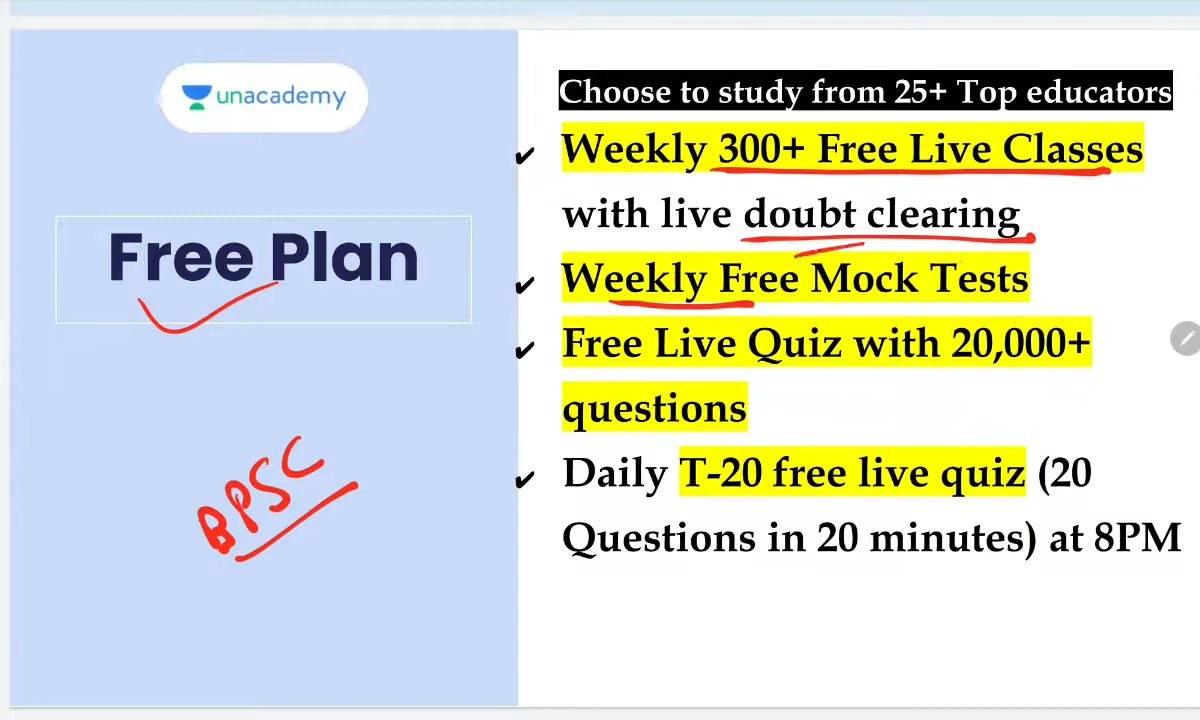 unacademy
Free Plan
BPSC
Choose to study from 25+ Top educators
✔ Weekly 300+ Free Live Classes
with live doubt clearing
✔ Weekly Free Mock Tests
✔ Free Live Quiz with 20,000+
questions
✔ Daily T-20 free live quiz (20
Questions in 20 minutes) at 8PM